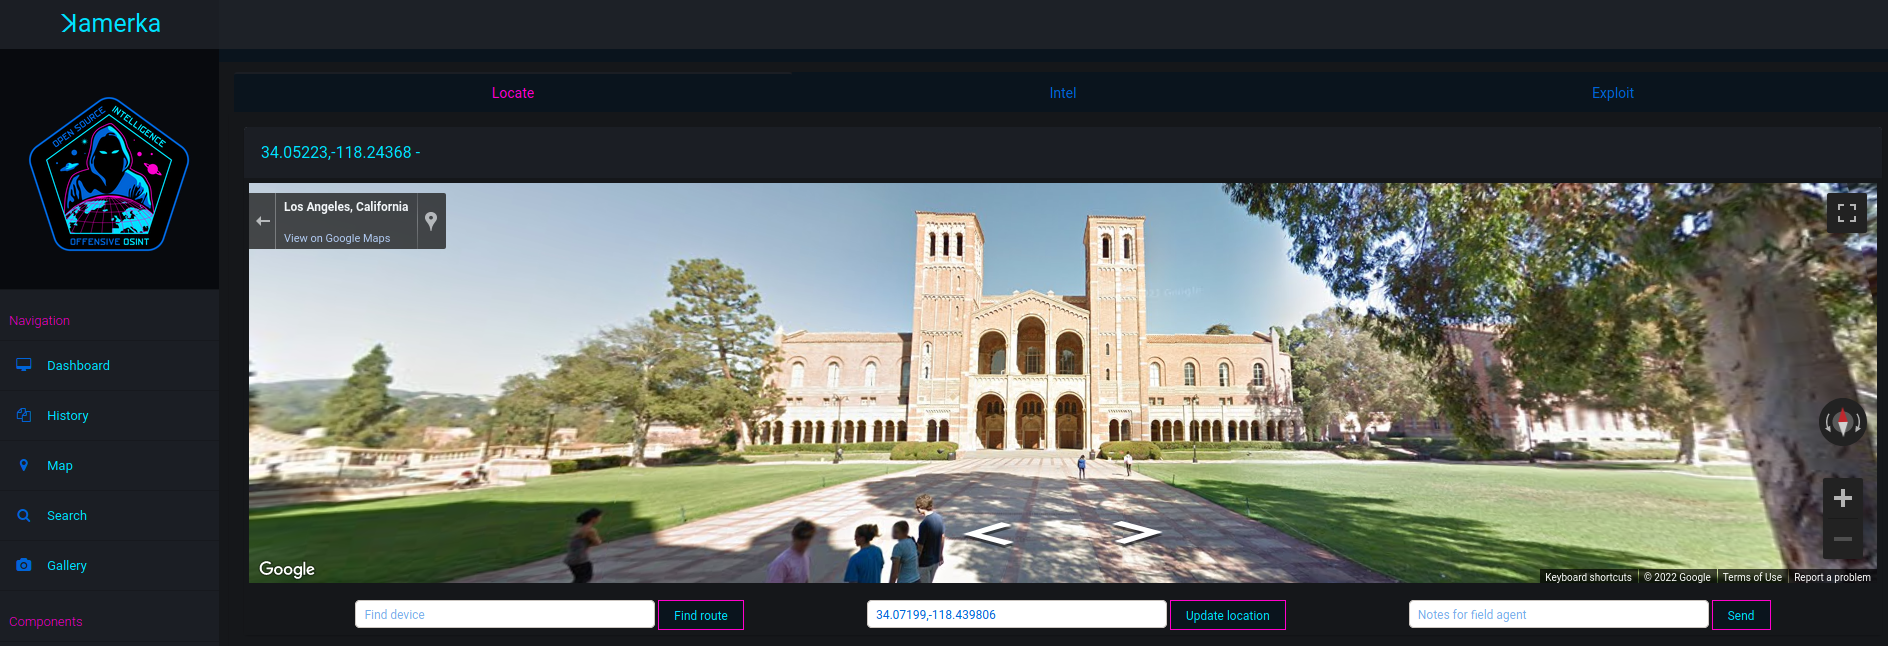 Kamerka
OPEN SOURCE INTELLIGENCE
OFFENSIVE OSINT
Navigation
Dashboard
History
Map
Search
Gallery
Components
Locate
Intel
Exploit
34.05223,-118.24368 -
Los Angeles, California
View on Google Maps
Google
Keyboard shortcuts
© 2022 Google
Terms of Use
Report a problem
Find device
Find route
34.07199,-118.439806
Update location
Notes for field agent
Send